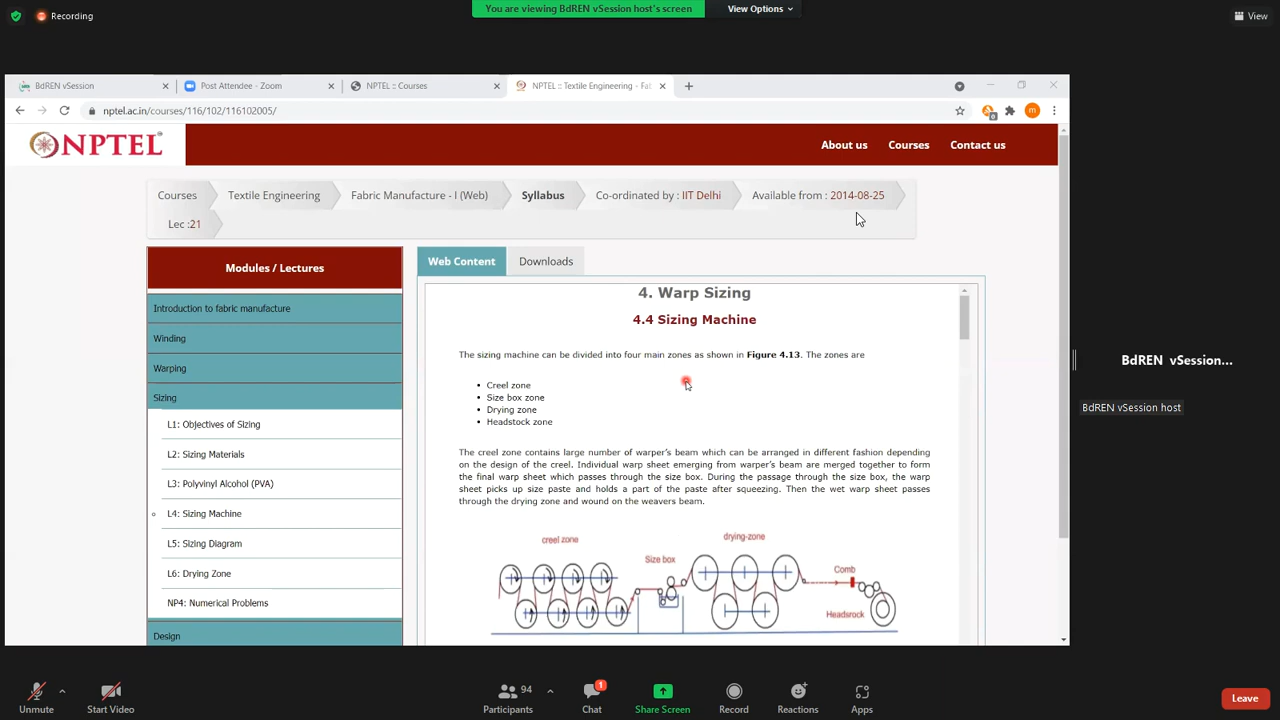 Recording
You are viewing BdREN vSession host's screen
View Options
View
BdREN vSession
Post Attendee - Zoom
NPTEL :: Courses
NPTEL :: Textile Engineering - Fab
nptel.ac.in/courses/116/102/116102005/
m
NPTEL
About us
Courses
Contact us
Courses
Textile Engineering
Fabric Manufacture - I (Web)
Syllabus
Co-ordinated by : IIT Delhi
Available from : 2014-08-25
Lec :21
Modules / Lectures
Introduction to fabric manufacture
Winding
Warping
Sizing
L1: Objectives of Sizing
L2: Sizing Materials
L3: Polyvinyl Alcohol (PVA)
L4: Sizing Machine
L5: Sizing Diagram
L6: Drying Zone
NP4: Numerical Problems
Design
Web Content
Downloads
4. Warp Sizing
4.4 Sizing Machine
The sizing machine can be divided into four main zones as shown in Figure 4.13. The zones are
• Creel zone
• Size box zone
• Drying zone
• Headstock zone
The creel zone contains large number of warper's beam which can be arranged in different fashion depending
on the design of the creel. Individual warp sheet emerging from warper's beam are merged together to form
the final warp sheet which passes through the size box. During the passage through the size box, the warp
sheet picks up size paste and holds a part of the paste after squeezing. Then the wet warp sheet passes
through the drying zone and wound on the weavers beam.
creel zone
Size box
drying-zone
Comb
Headsrock
BdREN vSession...
BdREN vSession host
Unmute
Start Video
94
Participants
1
Chat
Share Screen
Record
Reactions
Apps
Leave